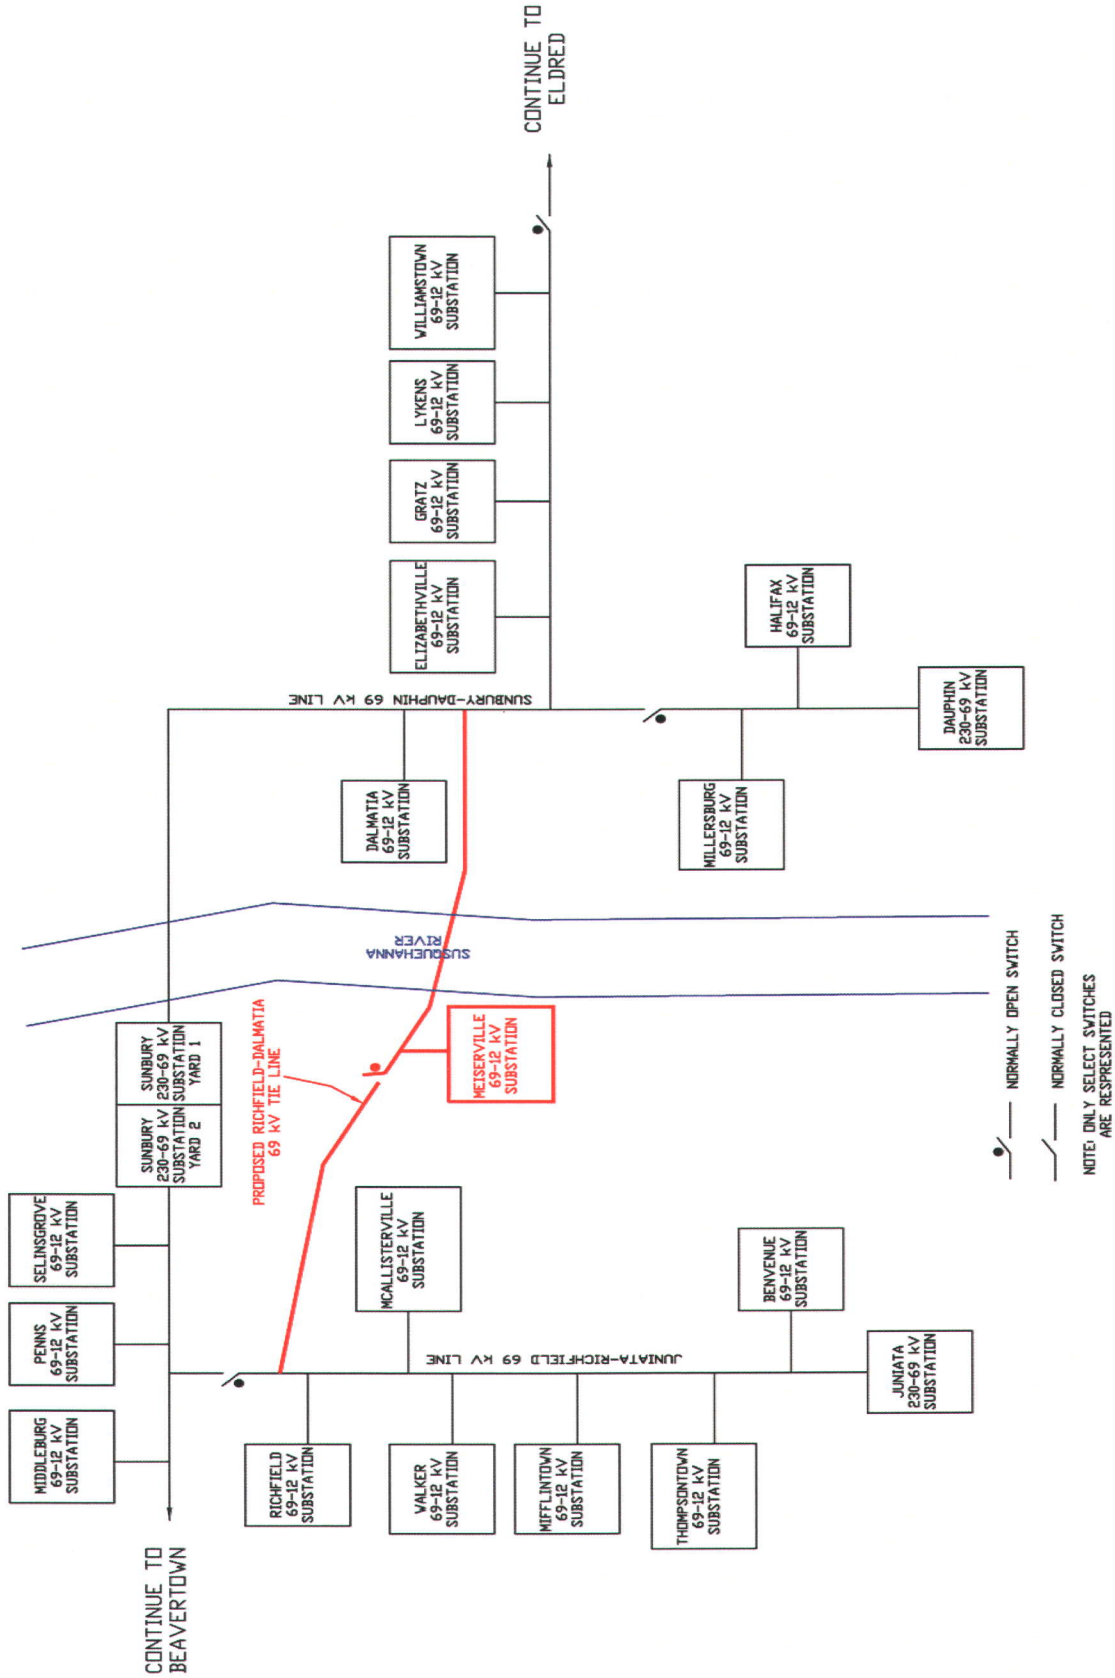 CONTINUE TO
BEAVERTOWN
MIDDLEBURG
69-12 kV
SUBSTATION
PENNS
69-12 kV
SUBSTATION
SELINSGROVE
69-12 kV
SUBSTATION
SUNBURY
230-69 kV
SUBSTATION
YARD 2
SUNBURY
230-69 kV
SUBSTATION
YARD 1
RICHFIELD
69-12 kV
SUBSTATION
WALKER
69-12 kV
SUBSTATION
MIFFLINTOWN
69-12 kV
SUBSTATION
THOMPSONTOWN
69-12 kV
SUBSTATION
MCALLISTERVILLE
69-12 kV
SUBSTATION
JUNIATA-RICHFIELD 69 kV LINE
BENVENUE
69-12 kV
SUBSTATION
JUNIATA
230-69 kV
SUBSTATION
PROPOSED RICHFIELD-DALMATIA
69 kV TIE LINE
MEISERVILLE
69-12 kV
SUBSTATION
SUSQUEHANNA
RIVER
DALMATIA
69-12 kV
SUBSTATION
SUNBURY-DAUPHIN 69 kV LINE
ELIZABETHVILLE
69-12 kV
SUBSTATION
GRATZ
69-12 kV
SUBSTATION
LYKENS
69-12 kV
SUBSTATION
WILLIAMSTOWN
69-12 kV
SUBSTATION
CONTINUE TO
ELDRED
MILLERSBURG
69-12 kV
SUBSTATION
HALIFAX
69-12 kV
SUBSTATION
DAUPHIN
230-69 kV
SUBSTATION
NORMALLY OPEN SWITCH
NORMALLY CLOSED SWITCH
NOTE: ONLY SELECT SWITCHES
ARE RESPRESENTED